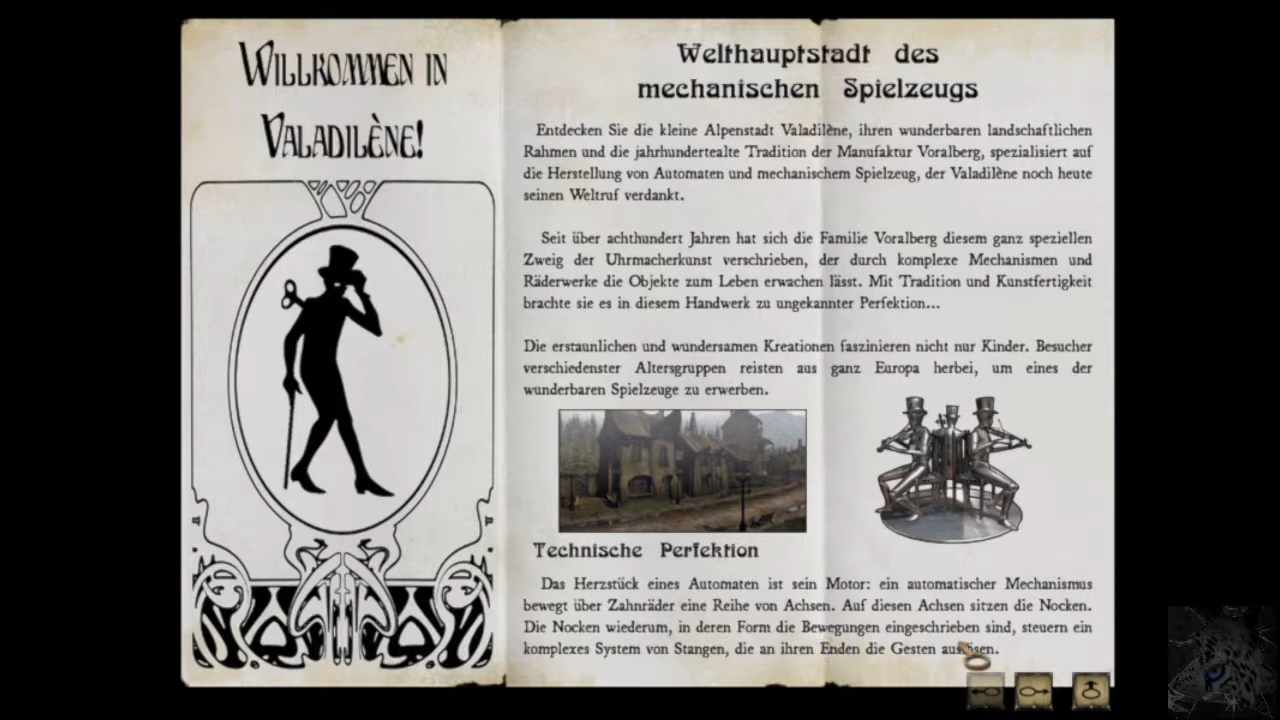 WILLKOMMEN IN
VALADILÈNE!
Welthauptstadt des
mechanischen Spielzeugs
Entdecken Sie die kleine Alpenstadt Valadilène, ihren wunderbaren landschaftlichen
Rahmen und die jahrhundertealte Tradition der Manufaktur Voralberg, spezialisiert auf
die Herstellung von Automaten und mechanischem Spielzeug, der Valadilène noch heute
seinen Weltruf verdankt.
Seit über achthundert Jahren hat sich die Familie Voralberg diesem ganz speziellen
Zweig der Uhrmacherkunst verschrieben, der durch komplexe Mechanismen und
Räderwerke die Objekte zum Leben erwachen lässt. Mit Tradition und Kunstfertigkeit
brachte sie es in diesem Handwerk zu ungekannter Perfektion...
Die erstaunlichen und wundersamen Kreationen faszinieren nicht nur Kinder. Besucher
verschiedenster Altersgruppen reisten aus ganz Europa herbei, um eines der
wunderbaren Spielzeuge zu erwerben.
Technische Perfektion
Das Herzstück eines Automaten ist sein Motor: ein automatischer Mechanismus
bewegt über Zahnräder eine Reihe von Achsen. Auf diesen Achsen sitzen die Nocken.
Die Nocken wiederum, in deren Form die Bewegungen eingeschrieben sind, steuern ein
komplexes System von Stangen, die an ihren Enden die Gesten auslösen.